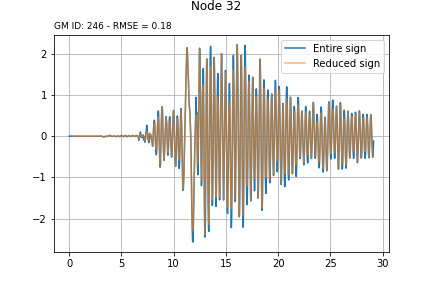 Node 32
GM ID: 246 - RMSE = 0.18
Entire sign
Reduced sign
2
1
0
−1
−2
0 5 10 15 20 25 30